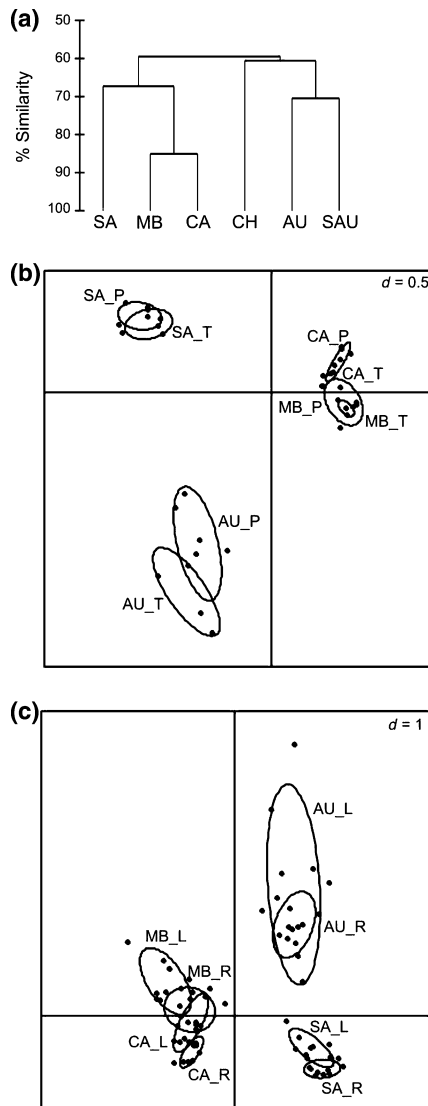 (a)
% Similarity
50
60
70
80
90
100
SA MB CA CH AU SAU
(b)
d = 0.5
SA_P
SA_T
CA_P
CA_T
MB_P
MB_T
AU_P
AU_T
(c)
d = 1
AU_L
AU_R
MB_L
MB_R
CA_L
CA_R
SA_L
SA_R